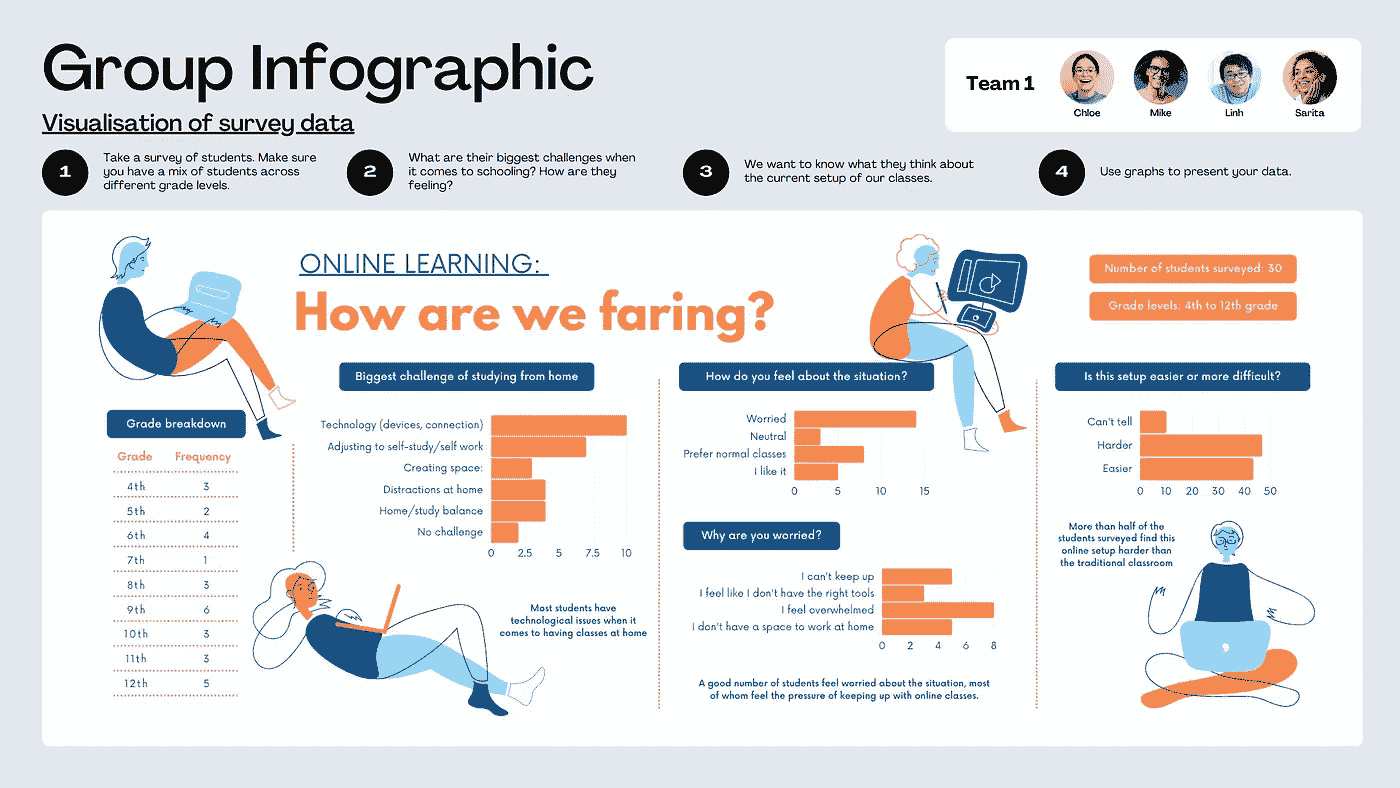 Group Infographic
Visualisation of survey data
Team 1
Chloe
Mike
Linh
Sarita
1
Take a survey of students. Make sure
you have a mix of students across
different grade levels.
2
What are their biggest challenges when
it comes to schooling? How are they
feeling?
3
We want to know what they think about
the current setup of our classes.
4
Use graphs to present your data.
ONLINE LEARNING:
How are we faring?
Number of students surveyed: 30
Grade levels: 4th to 12th grade
Grade breakdown
Grade Frequency
4th 3
5th 2
6th 4
7th 1
8th 3
9th 6
10th 3
11th 3
12th 5
Biggest challenge of studying from home
Technology (devices, connection)
Adjusting to self-study/self work
Creating space:
Distractions at home
Home/study balance
No challenge
0 2.5 5 7.5 10
Most students have
technological issues when it
comes to having classes at home
How do you feel about the situation?
Worried
Neutral
Prefer normal classes
I like it
0 5 10 15
Why are you worried?
I can't keep up
I feel like I don't have the right tools
I feel overwhelmed
I don't have a space to work at home
0 2 4 6 8
A good number of students feel worried about the situation, most
of whom feel the pressure of keeping up with online classes.
Is this setup easier or more difficult?
Can't tell
Harder
Easier
0 10 20 30 40 50
More than half of the
students surveyed find this
online setup harder than
the traditional classroom